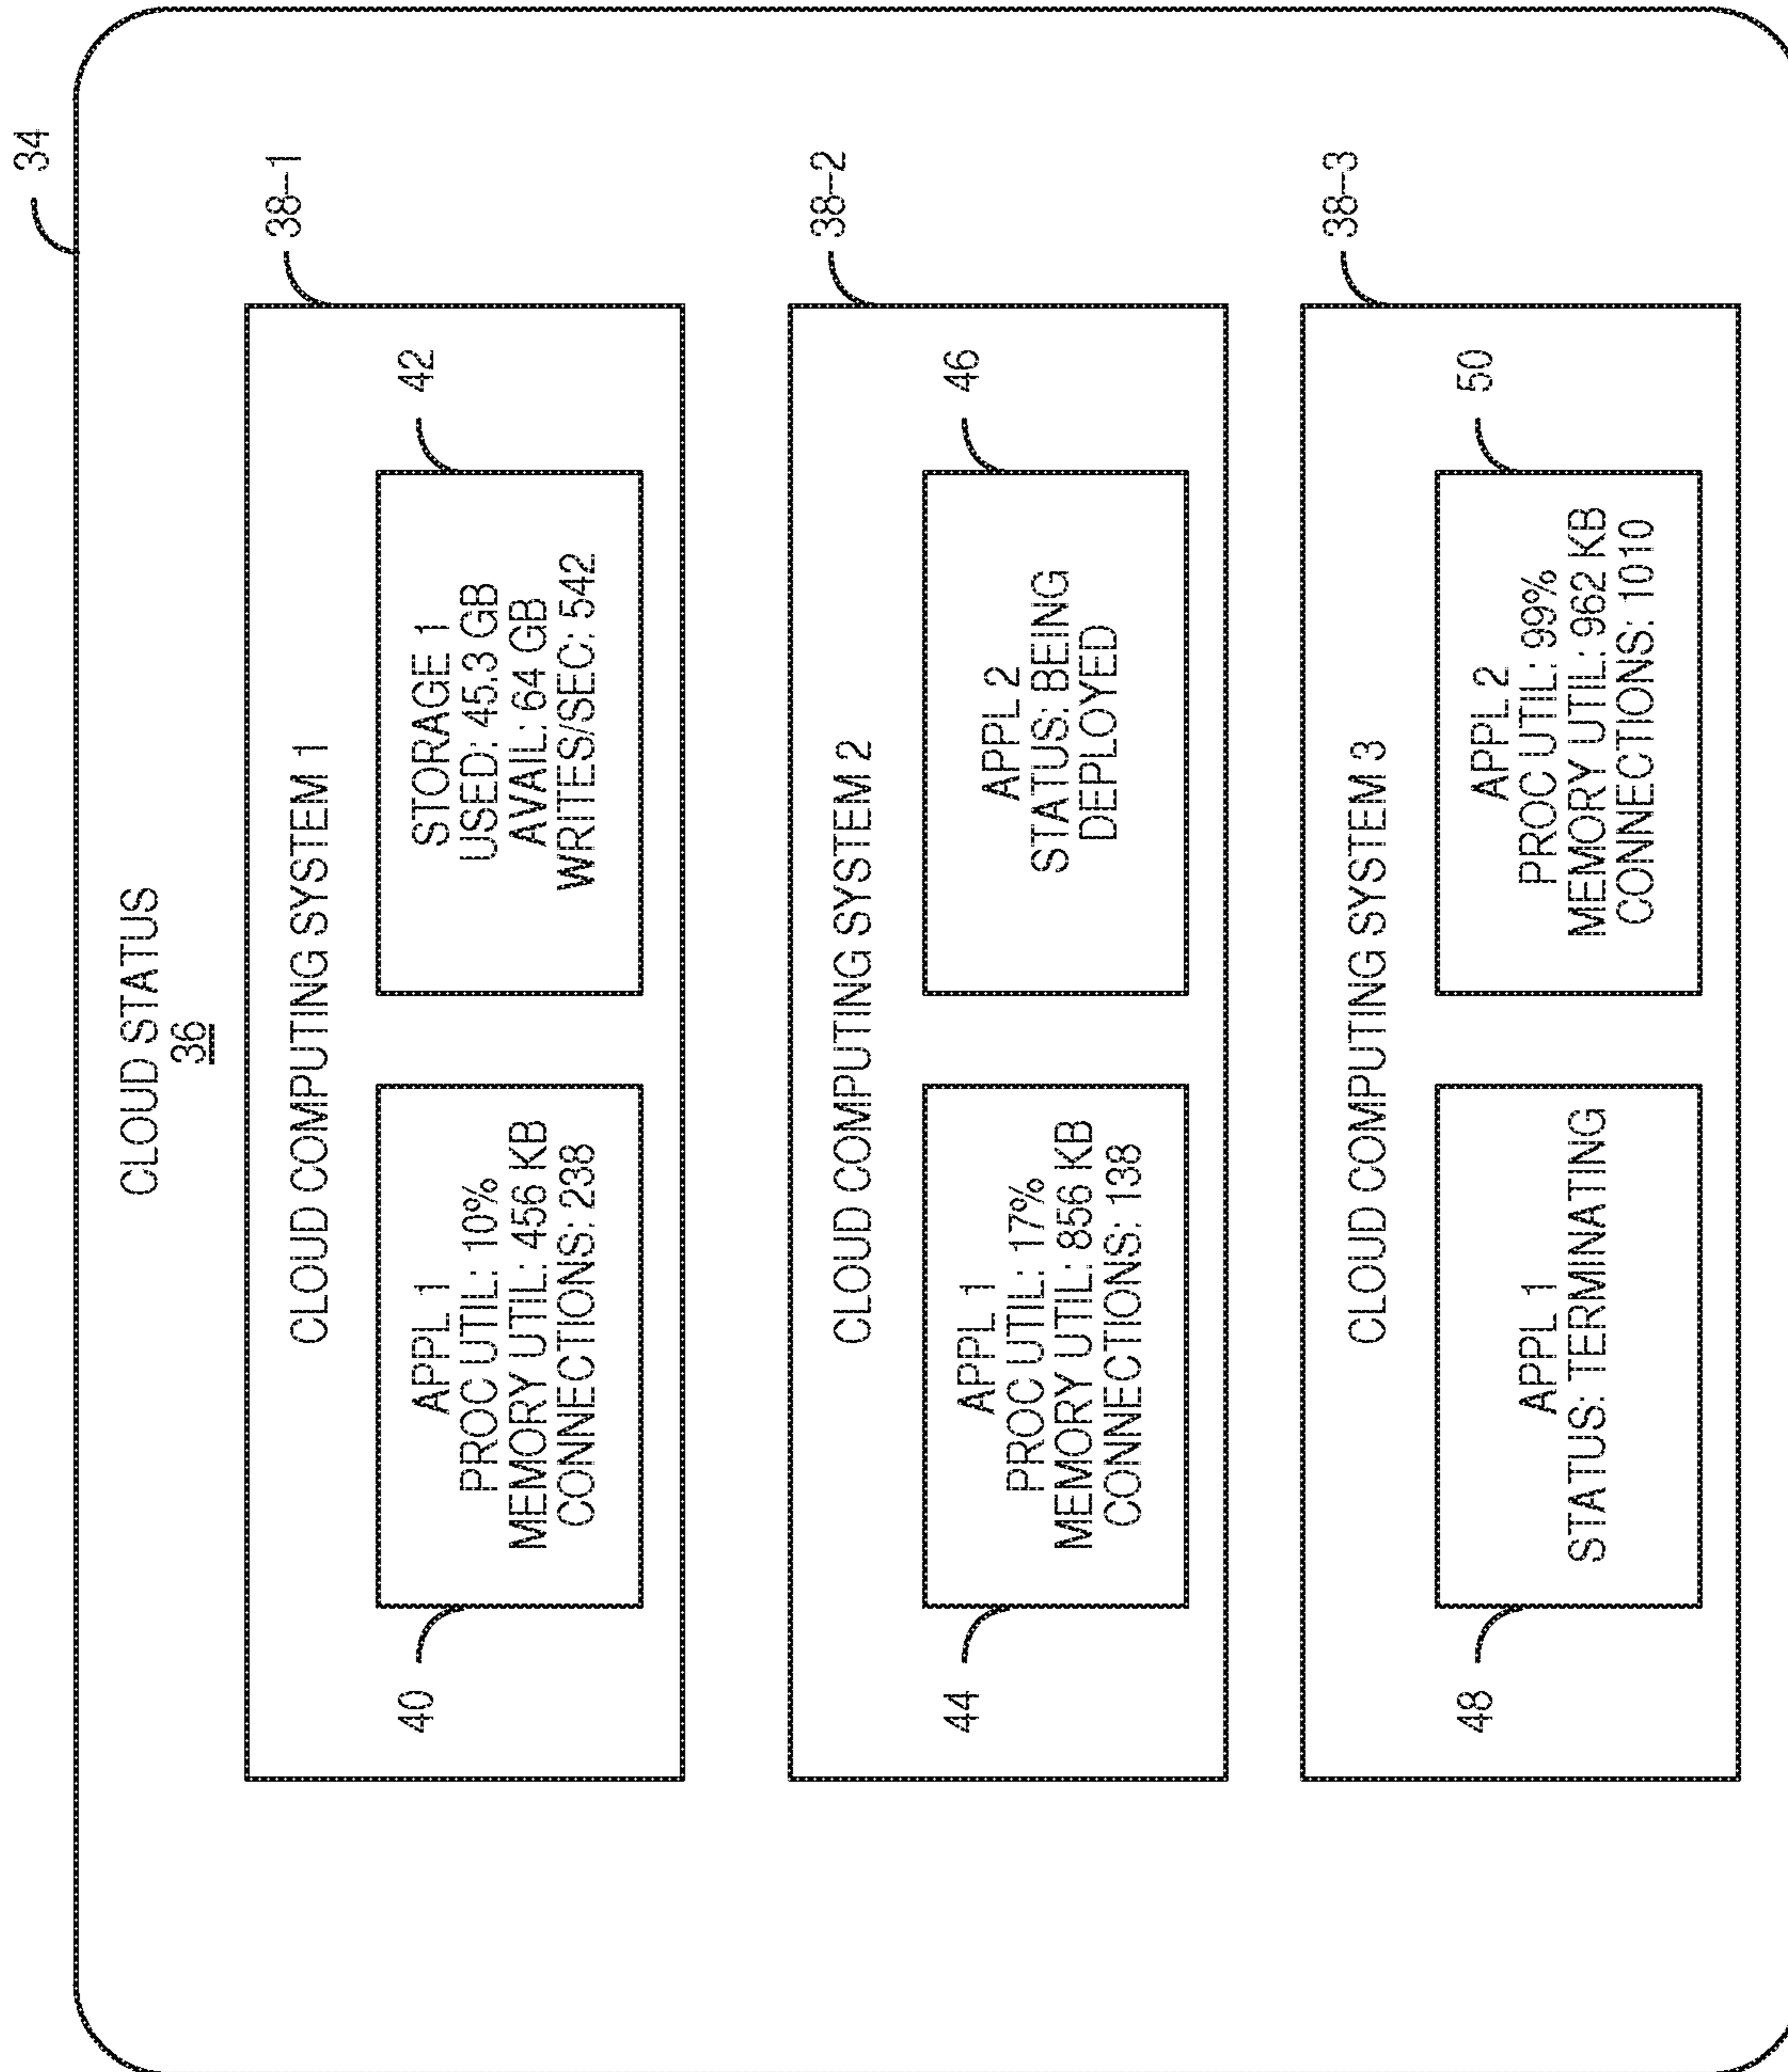 34
CLOUD STATUS
36
38-1
CLOUD COMPUTING SYSTEM 1
40
APPL 1
PROC UTIL: 10%
MEMORY UTIL: 456 KB
CONNECTIONS: 238
42
STORAGE 1
USED: 45.3 GB
AVAIL: 64 GB
WRITES/SEC: 542
38-2
CLOUD COMPUTING SYSTEM 2
44
APPL 1
PROC UTIL: 17%
MEMORY UTIL: 856 KB
CONNECTIONS: 138
46
APPL 2
STATUS: BEING
DEPLOYED
38-3
CLOUD COMPUTING SYSTEM 3
48
APPL 1
STATUS: TERMINATING
50
APPL 2
PROC UTIL: 99%
MEMORY UTIL: 962 KB
CONNECTIONS: 1010